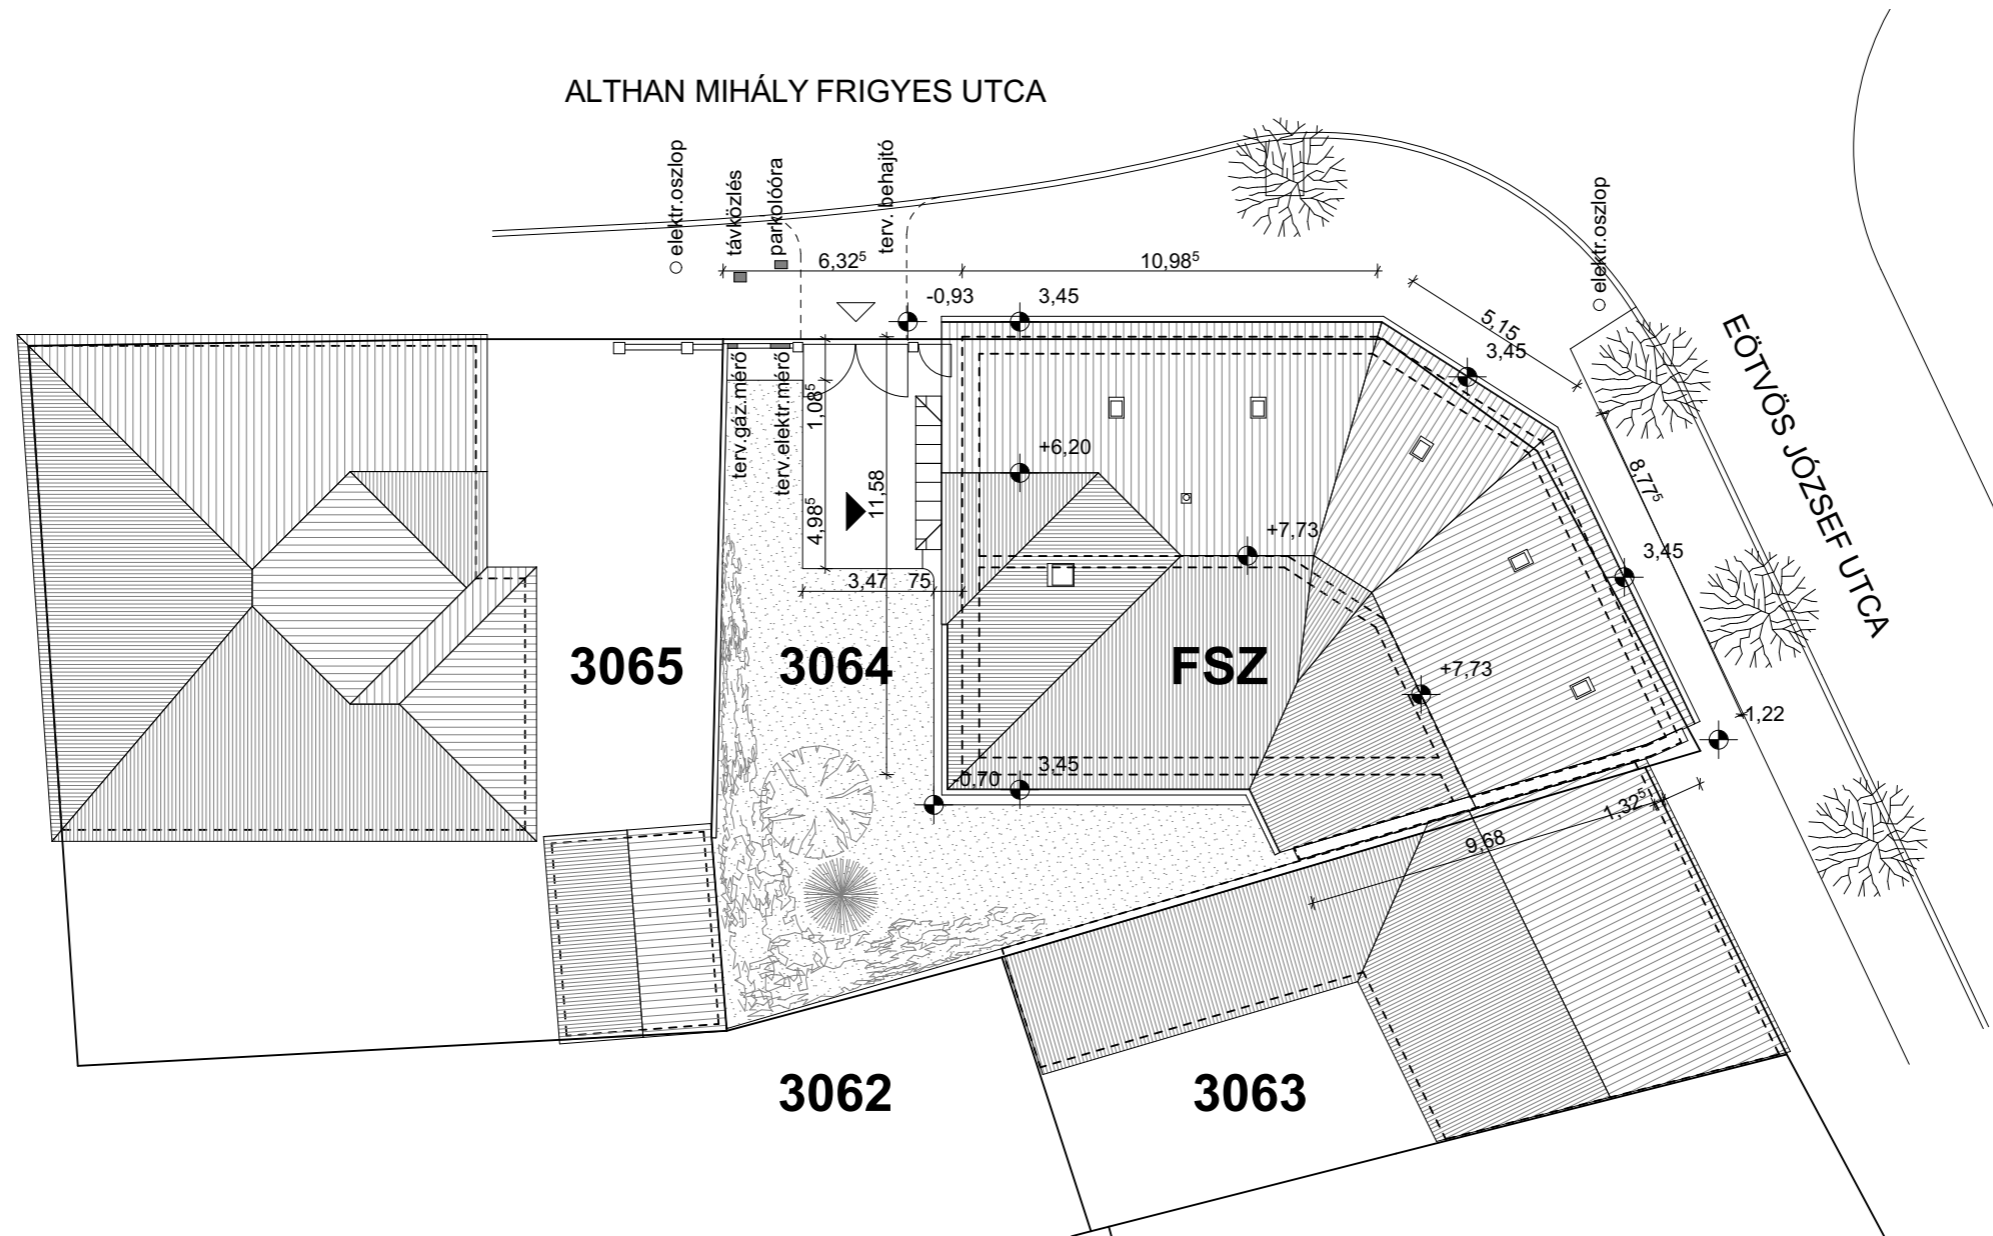 ALTHAN MIHÁLY FRIGYES UTCA
elektr.oszlop
távközlés
parkolóóra
terv. behajtó
elektr.oszlop
6,32⁵
10,98⁵
-0,93
3,45
5,15
3,45
EÖTVÖS JÓZSEF UTCA
terv.gáz.mérő
terv.elektr.mérő
1,08⁵
4,98⁵
11,58
+6,20
8,77⁵
+7,73
3,45
3,47
75
3065
3064
FSZ
+7,73
-1,22
-0,70
3,45
1,32⁵
9,68
3062
3063